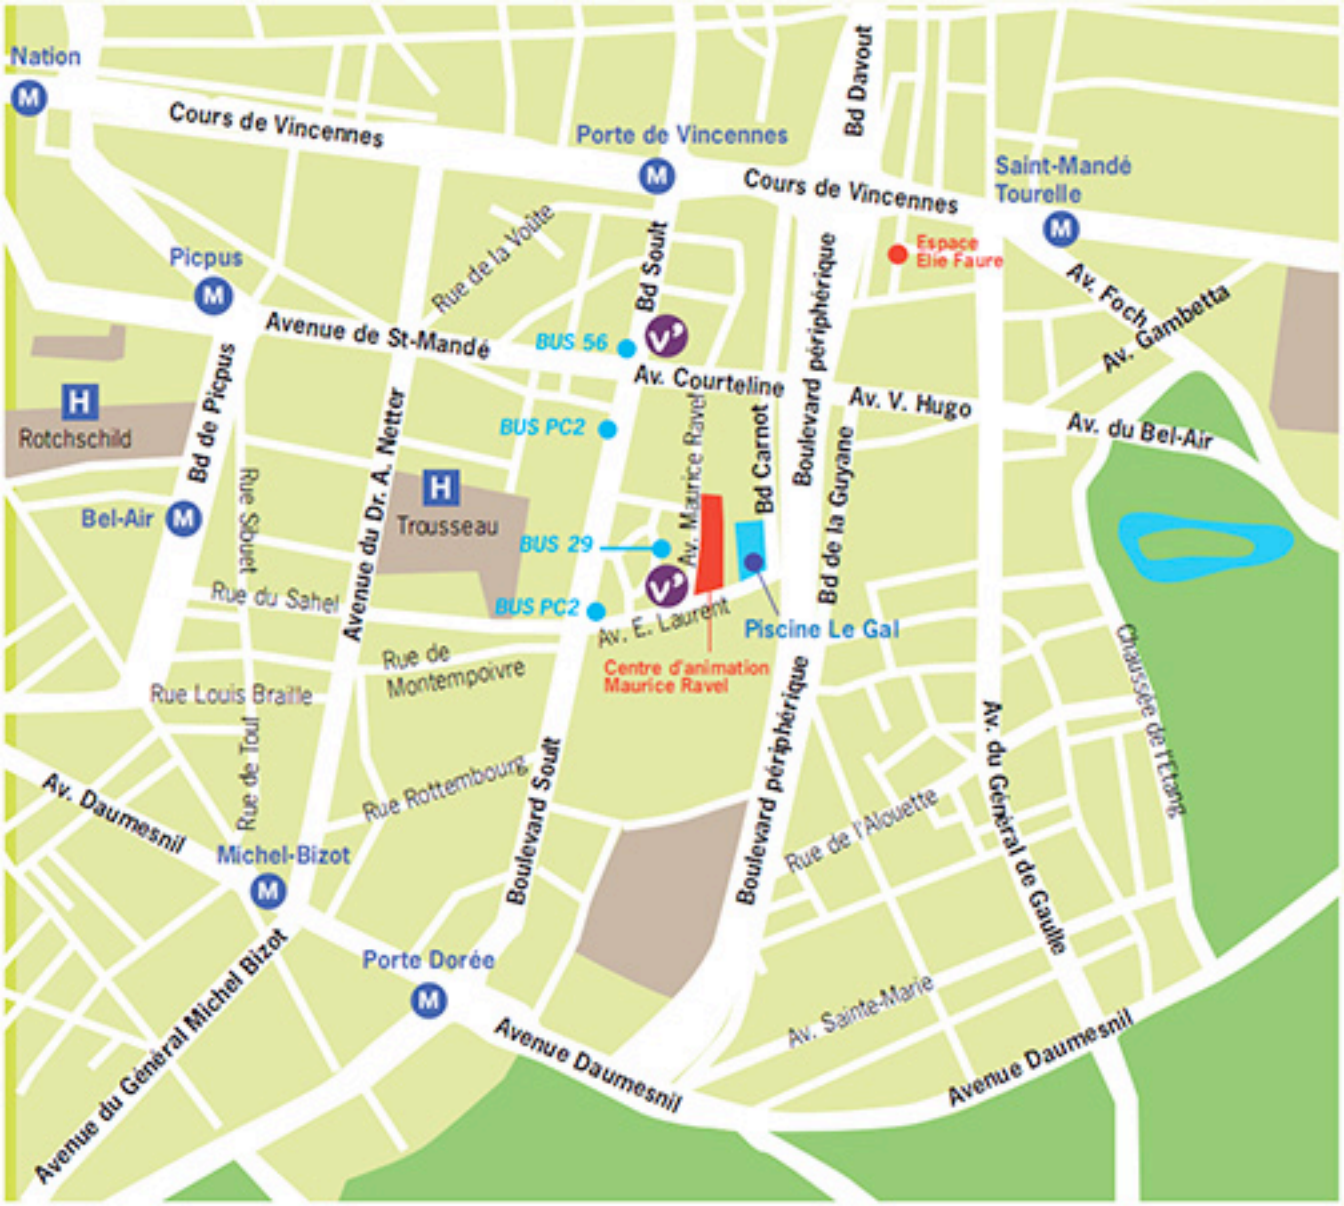 Nation
M
Cours de Vincennes
Porte de Vincennes
M
Bd Davout
Cours de Vincennes
Saint-Mandé
Tourelle
M
Espace
Elie Faure
Picpus
M
Rue de la Voûte
Bd Soult
Boulevard périphérique
Av. Foch
Av. Gambetta
Avenue de St-Mandé
BUS 56
V'
Av. Courteline
Av. V. Hugo
Av. du Bel-Air
H
Rotchschild
Bd de Picpus
Avenue du Dr. A. Netter
BUS PC2
Av. Maurice Ravel
Bd Carnot
Bd de la Guyane
H
Trousseau
Bel-Air
M
Rue Sibuet
BUS 29
V'
BUS PC2
Rue du Sahel
Av. E. Laurent
Piscine Le Gal
Centre d'animation
Maurice Ravel
Rue de
Montempoivre
Rue Louis Braille
Rue de Toul
Chaussée de l'Etang
Boulevard périphérique
Av. du Général de Gaulle
Rue Rottembourg
Boulevard Soult
Av. Daumesnil
Rue de l'Alouette
Michel-Bizot
M
Porte Dorée
M
Avenue du Général Michel Bizot
Av. Sainte-Marie
Avenue Daumesnil
Avenue Daumesnil